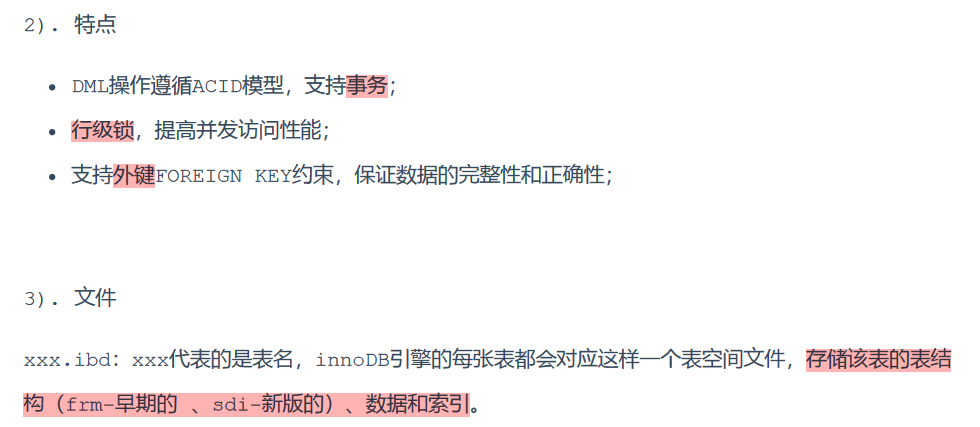 2). 特点
DML操作遵循ACID模型，支持事务；
行级锁，提高并发访问性能；
支持外键FOREIGN KEY约束，保证数据的完整性和正确性；
3). 文件
xxx.ibd：xxx代表的是表名，innoDB引擎的每张表都会对应这样一个表空间文件，存储该表的表结
构（frm-早期的 、sdi-新版的）、数据和索引。